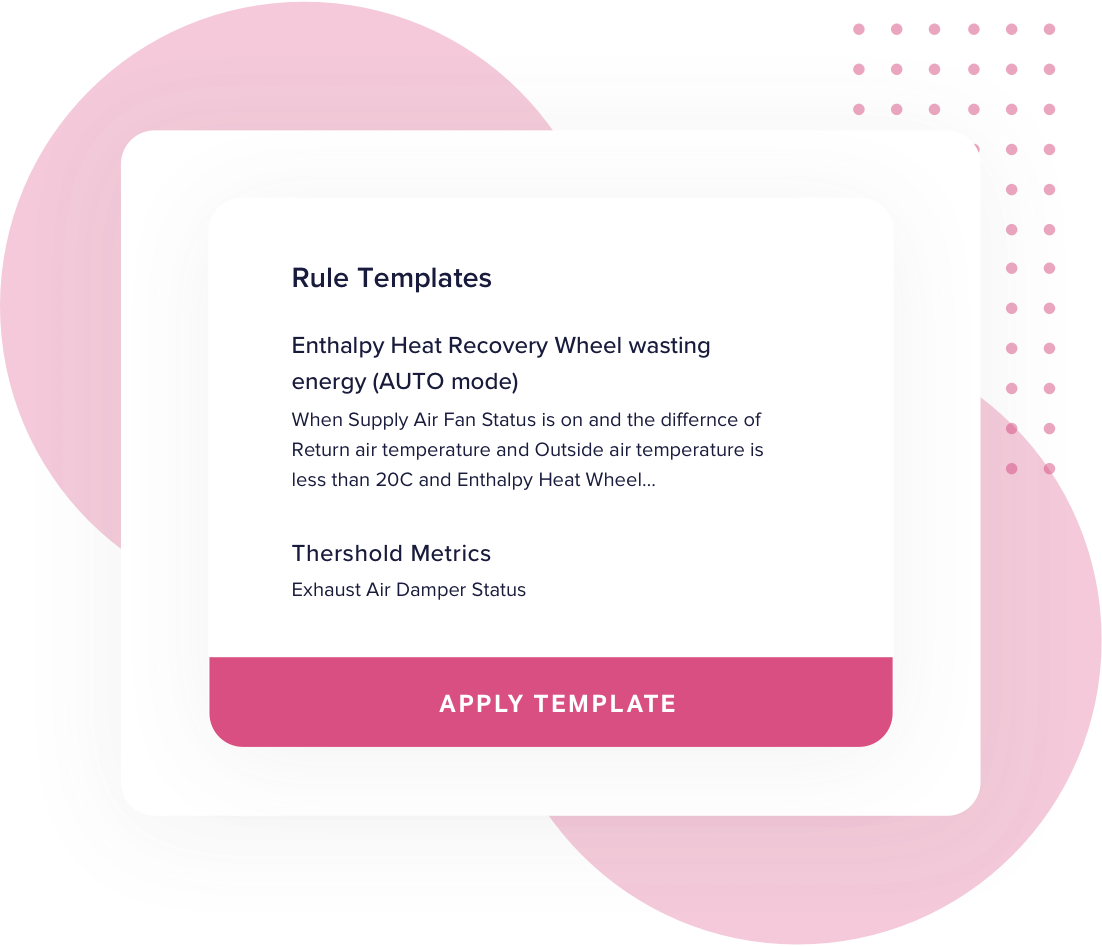 Rule Templates
Enthalpy Heat Recovery Wheel wasting
energy (AUTO mode)
When Supply Air Fan Status is on and the differnce of
Return air temperature and Outside air temperature is
less than 20C and Enthalpy Heat Wheel...
Thershold Metrics
Exhaust Air Damper Status
APPLY TEMPLATE